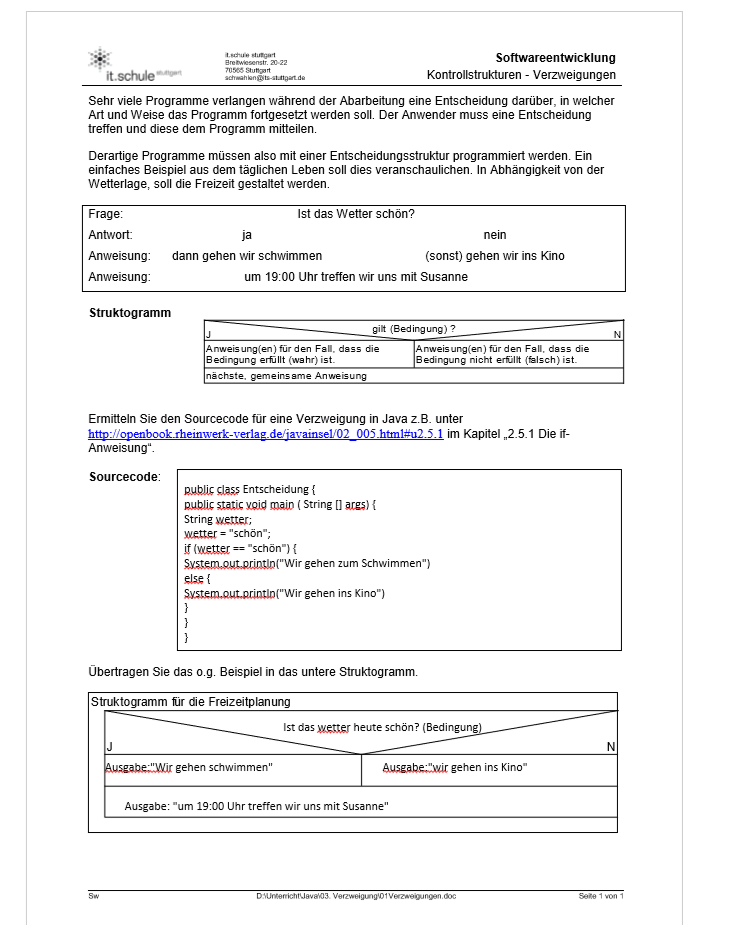 it.schule stuttgart
it.schule stuttgart
Breitwiesenstr. 20-22
70565 Stuttgart
schwahlen@its-stuttgart.de
Softwareentwicklung
Kontrollstrukturen - Verzweigungen
Sehr viele Programme verlangen während der Abarbeitung eine Entscheidung darüber, in welcher
Art und Weise das Programm fortgesetzt werden soll. Der Anwender muss eine Entscheidung
treffen und diese dem Programm mitteilen.
Derartige Programme müssen also mit einer Entscheidungsstruktur programmiert werden. Ein
einfaches Beispiel aus dem täglichen Leben soll dies veranschaulichen. In Abhängigkeit von der
Wetterlage, soll die Freizeit gestaltet werden.
Frage: Ist das Wetter schön?
Antwort: ja nein
Anweisung: dann gehen wir schwimmen (sonst) gehen wir ins Kino
Anweisung: um 19:00 Uhr treffen wir uns mit Susanne
Struktogramm
gilt (Bedingung) ?
J N
Anweisung(en) für den Fall, dass die Anweisung(en) für den Fall, dass die
Bedingung erfüllt (wahr) ist. Bedingung nicht erfüllt (falsch) ist.
nächste, gemeinsame Anweisung
Ermitteln Sie den Sourcecode für eine Verzweigung in Java z.B. unter
http://openbook.rheinwerk-verlag.de/javainsel/02_005.html#u2.5.1 im Kapitel „2.5.1 Die if-
Anweisung“.
Sourcecode:
public class Entscheidung {
public static void main ( String [] args) {
String wetter;
wetter = "schön";
if (wetter == "schön") {
System.out.println("Wir gehen zum Schwimmen")
else {
System.out.println("Wir gehen ins Kino")
}
}
}
Übertragen Sie das o.g. Beispiel in das untere Struktogramm.
Struktogramm für die Freizeitplanung
Ist das wetter heute schön? (Bedingung)
J N
Ausgabe:"Wir gehen schwimmen" Ausgabe:"wir gehen ins Kino"
Ausgabe: "um 19:00 Uhr treffen wir uns mit Susanne"
Sw D:\Unterricht\Java\03. Verzweigung\01Verzweigungen.doc Seite 1 von 1